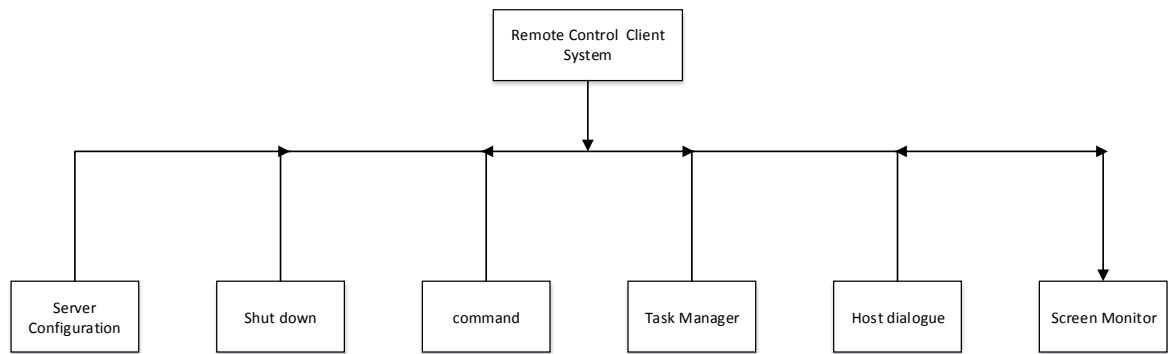 Remote Control Client
System
Server
Configuration
Shut down
command
Task Manager
Host dialogue
Screen Monitor